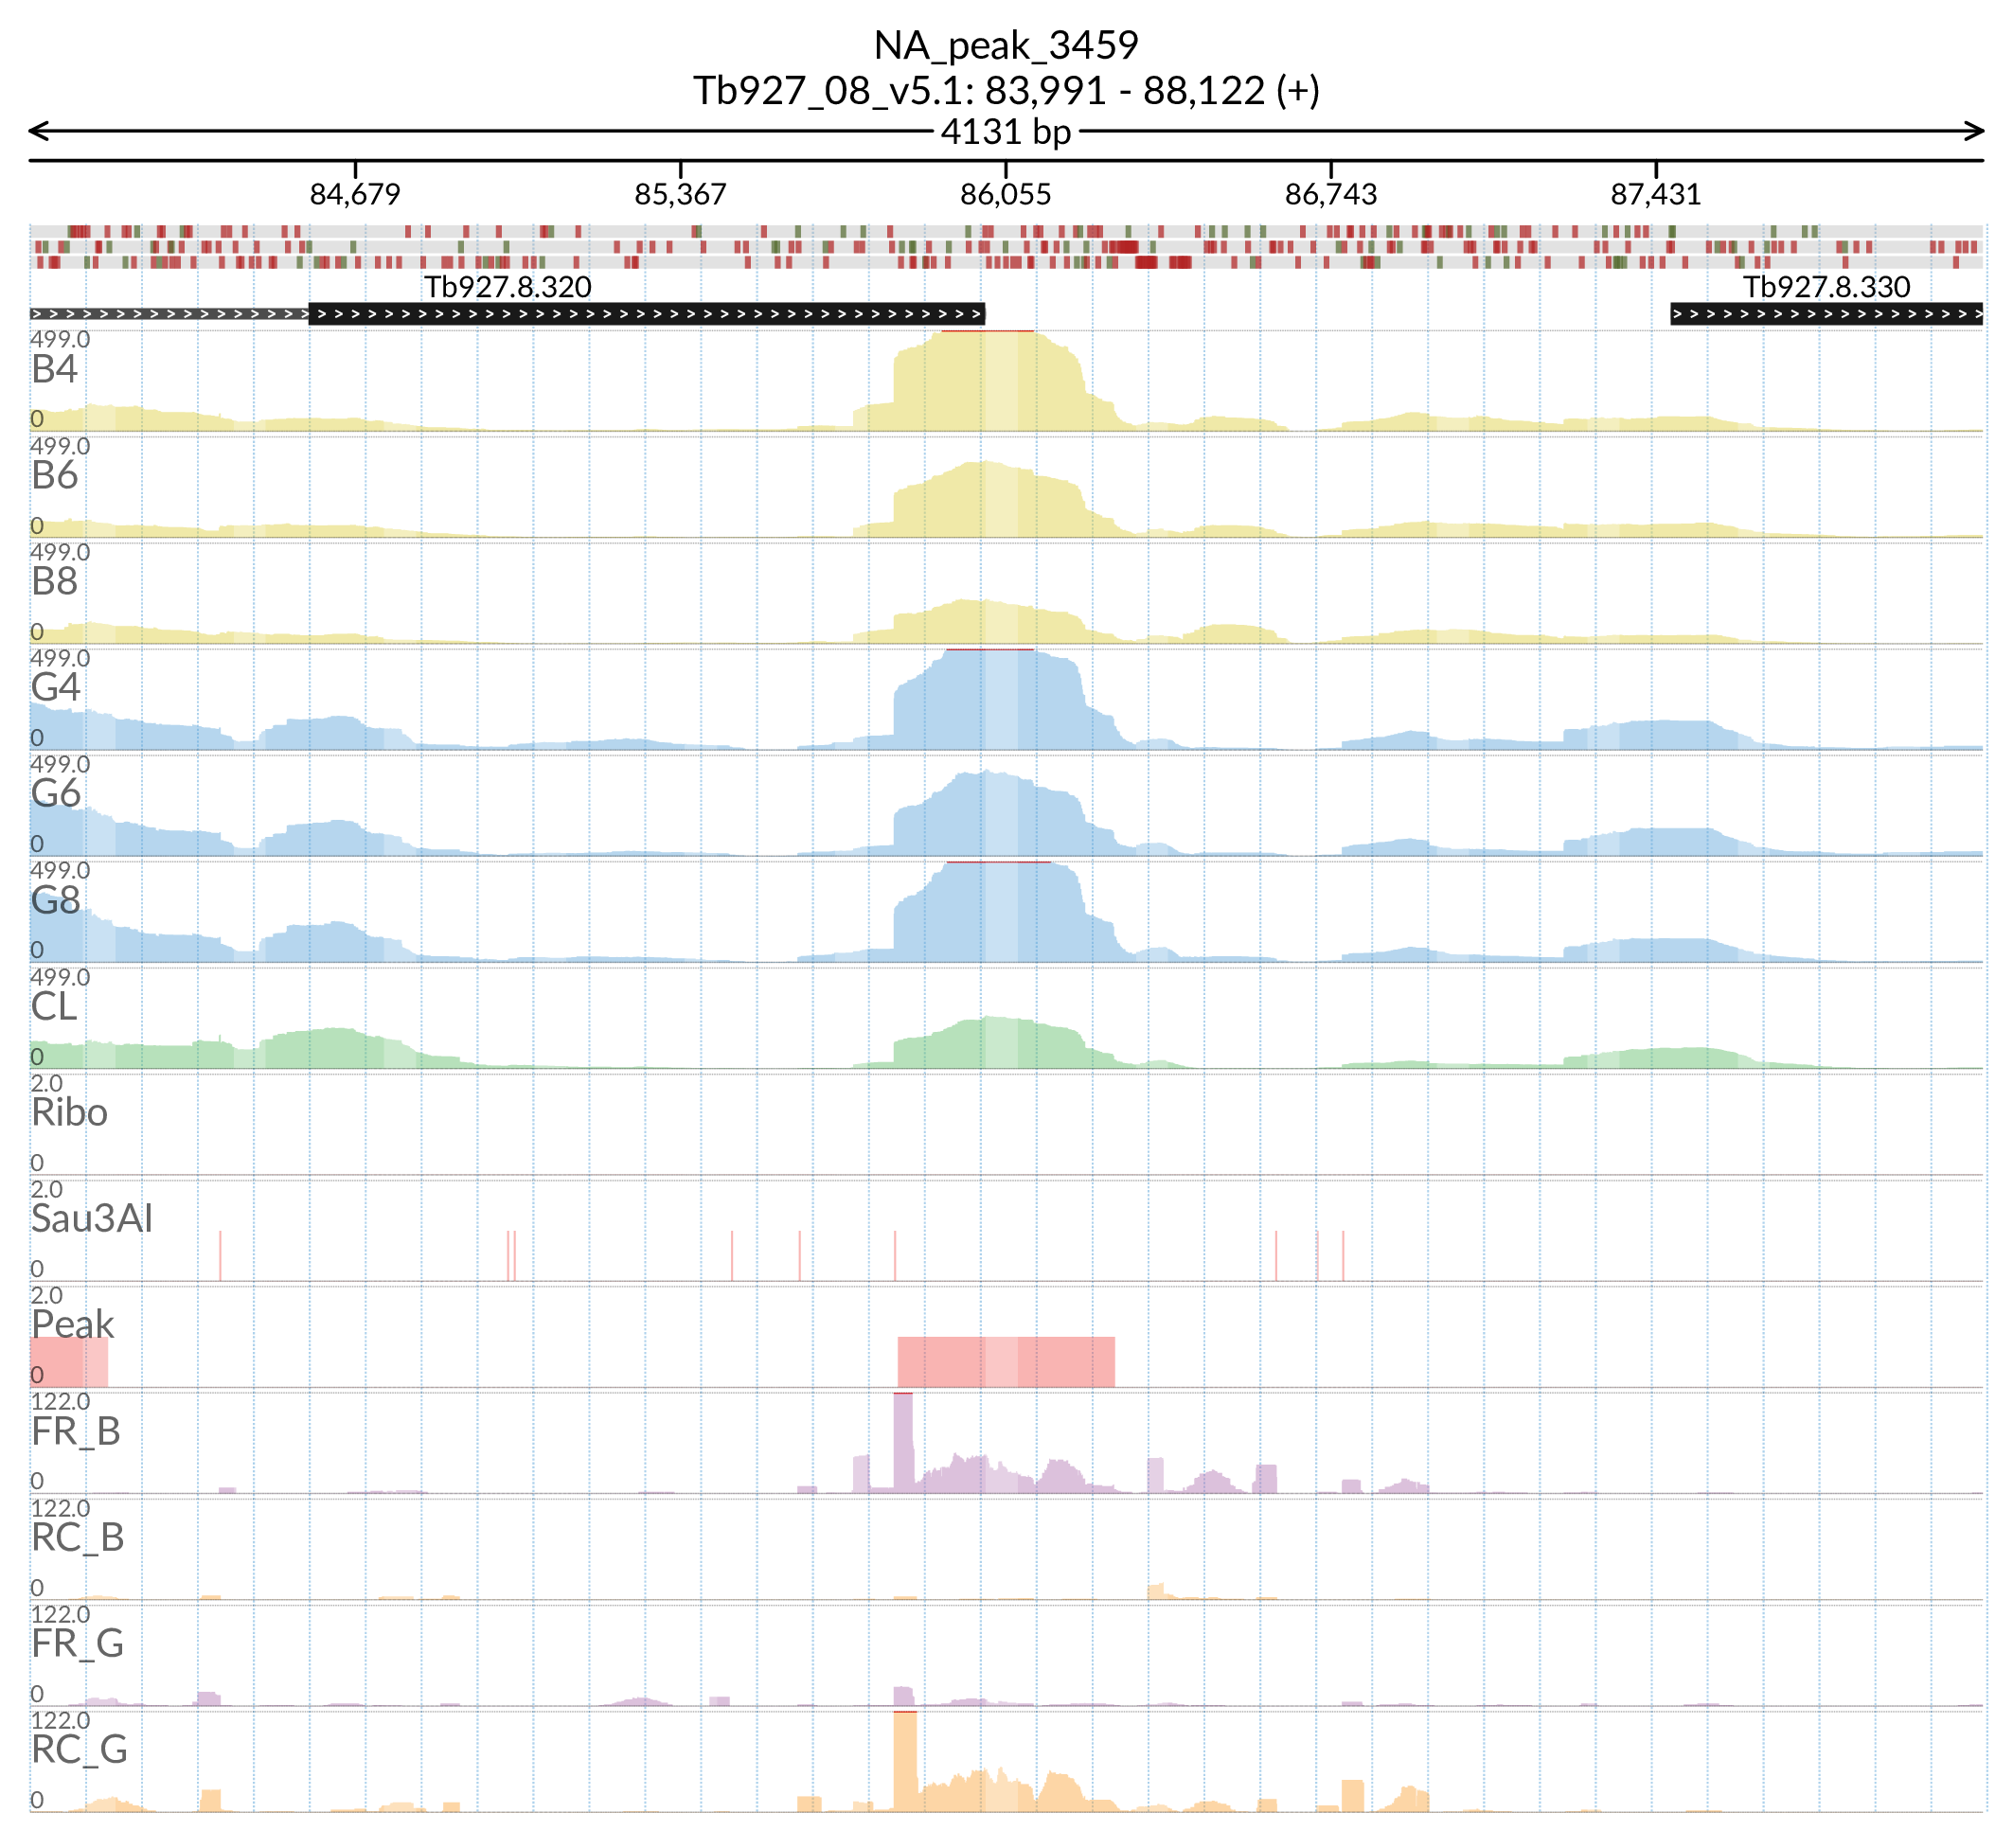 NA_peak_3459
Tb927_08_v5.1: 83,991 - 88,122 (+)
4131 bp
84,679 85,367 86,055 86,743 87,431
Tb927.8.320 Tb927.8.330
499.0
B4
0
499.0
B6
0
499.0
B8
0
499.0
G4
0
499.0
G6
0
499.0
G8
0
499.0
CL
0
2.0
Ribo
0
2.0
Sau3AI
0
2.0
Peak
0
122.0
FR_B
0
122.0
RC_B
0
122.0
FR_G
0
122.0
RC_G
0